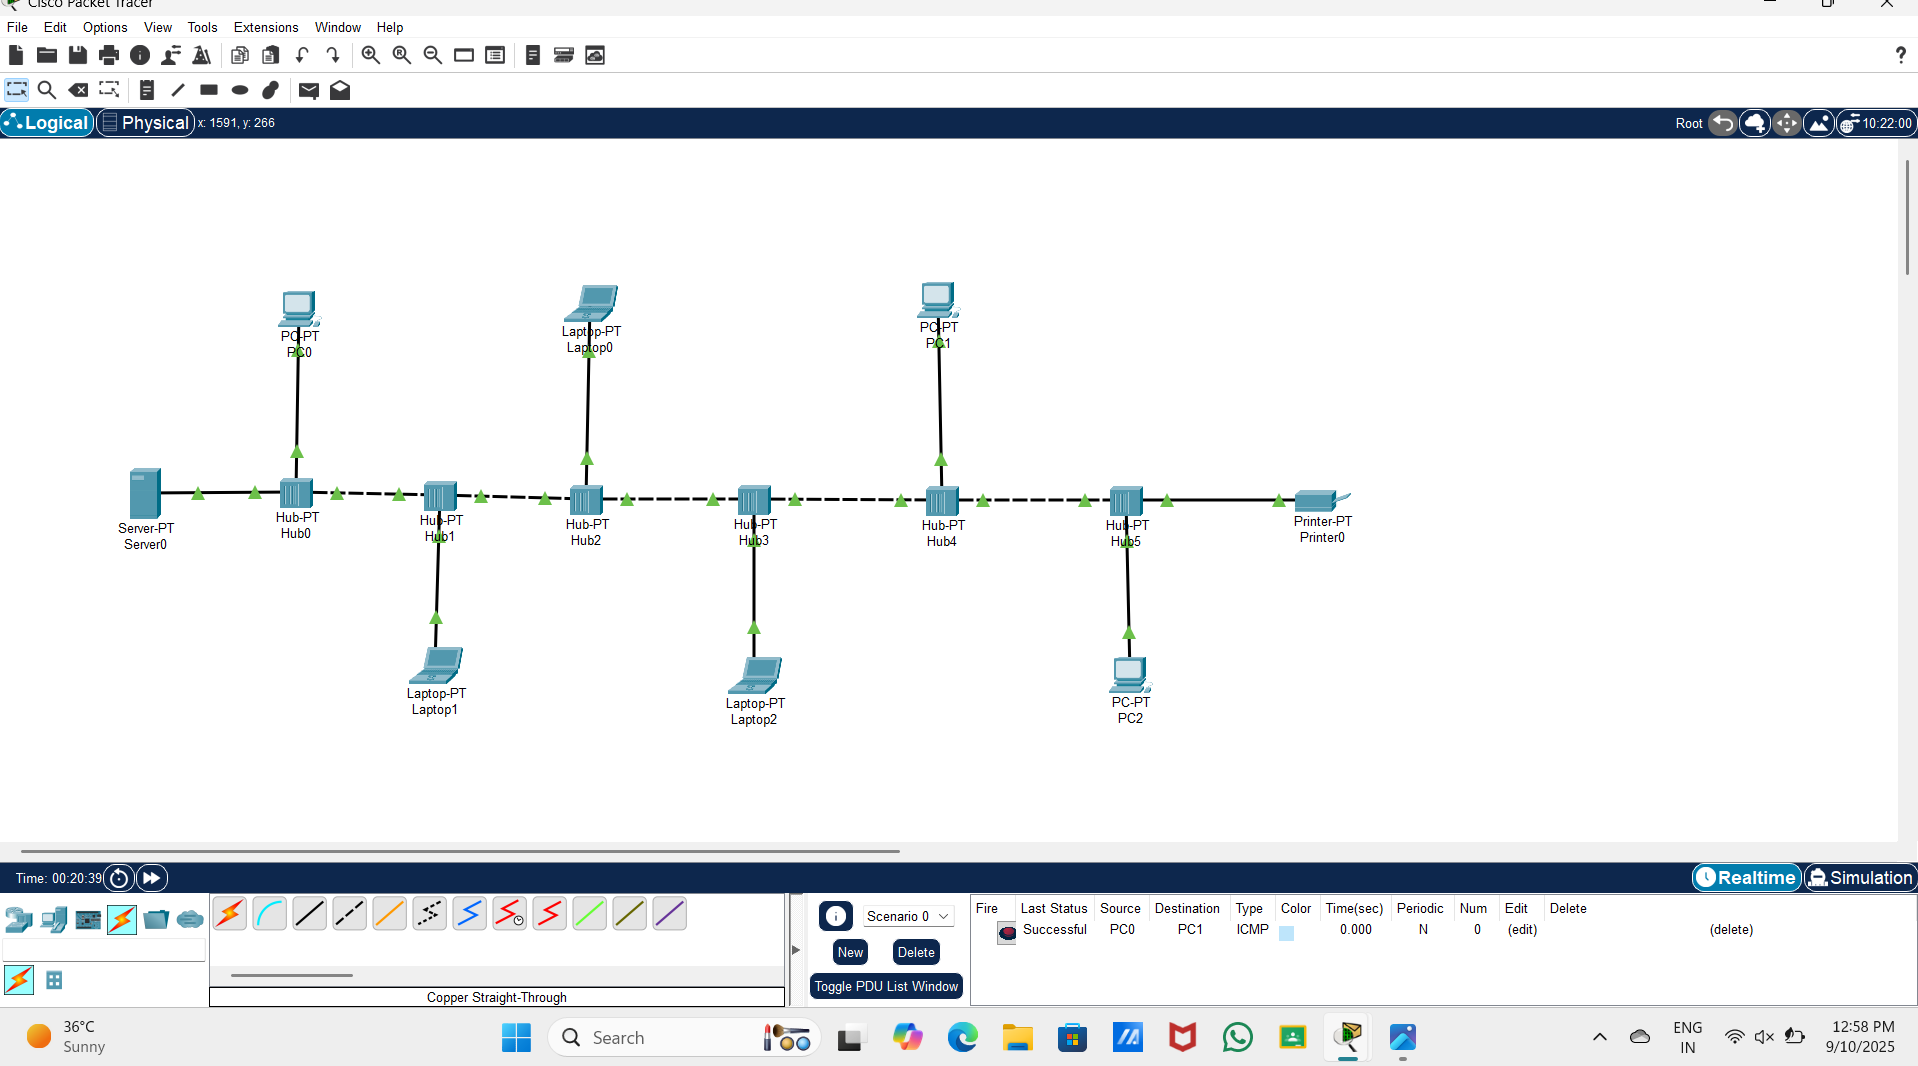 Cisco Packet Tracer
File Edit Options View Tools Extensions Window Help
Logical Physical x: 1591, y: 266 Root 10:22:00
PC-PT
PC0
Laptop-PT
Laptop0
PC-PT
PC1
Server-PT
Server0
Hub-PT
Hub0
Hub-PT
Hub1
Hub-PT
Hub2
Hub-PT
Hub3
Hub-PT
Hub4
Hub-PT
Hub5
Printer-PT
Printer0
Laptop-PT
Laptop1
Laptop-PT
Laptop2
PC-PT
PC2
Time: 00:20:39 Realtime Simulation
Scenario 0
New Delete
Toggle PDU List Window
Copper Straight-Through
Fire Last Status Source Destination Type Color Time(sec) Periodic Num Edit Delete
Successful PC0 PC1 ICMP 0.000 N 0 (edit) (delete)
36°C
Sunny
Search
ENG
IN
12:58 PM
9/10/2025